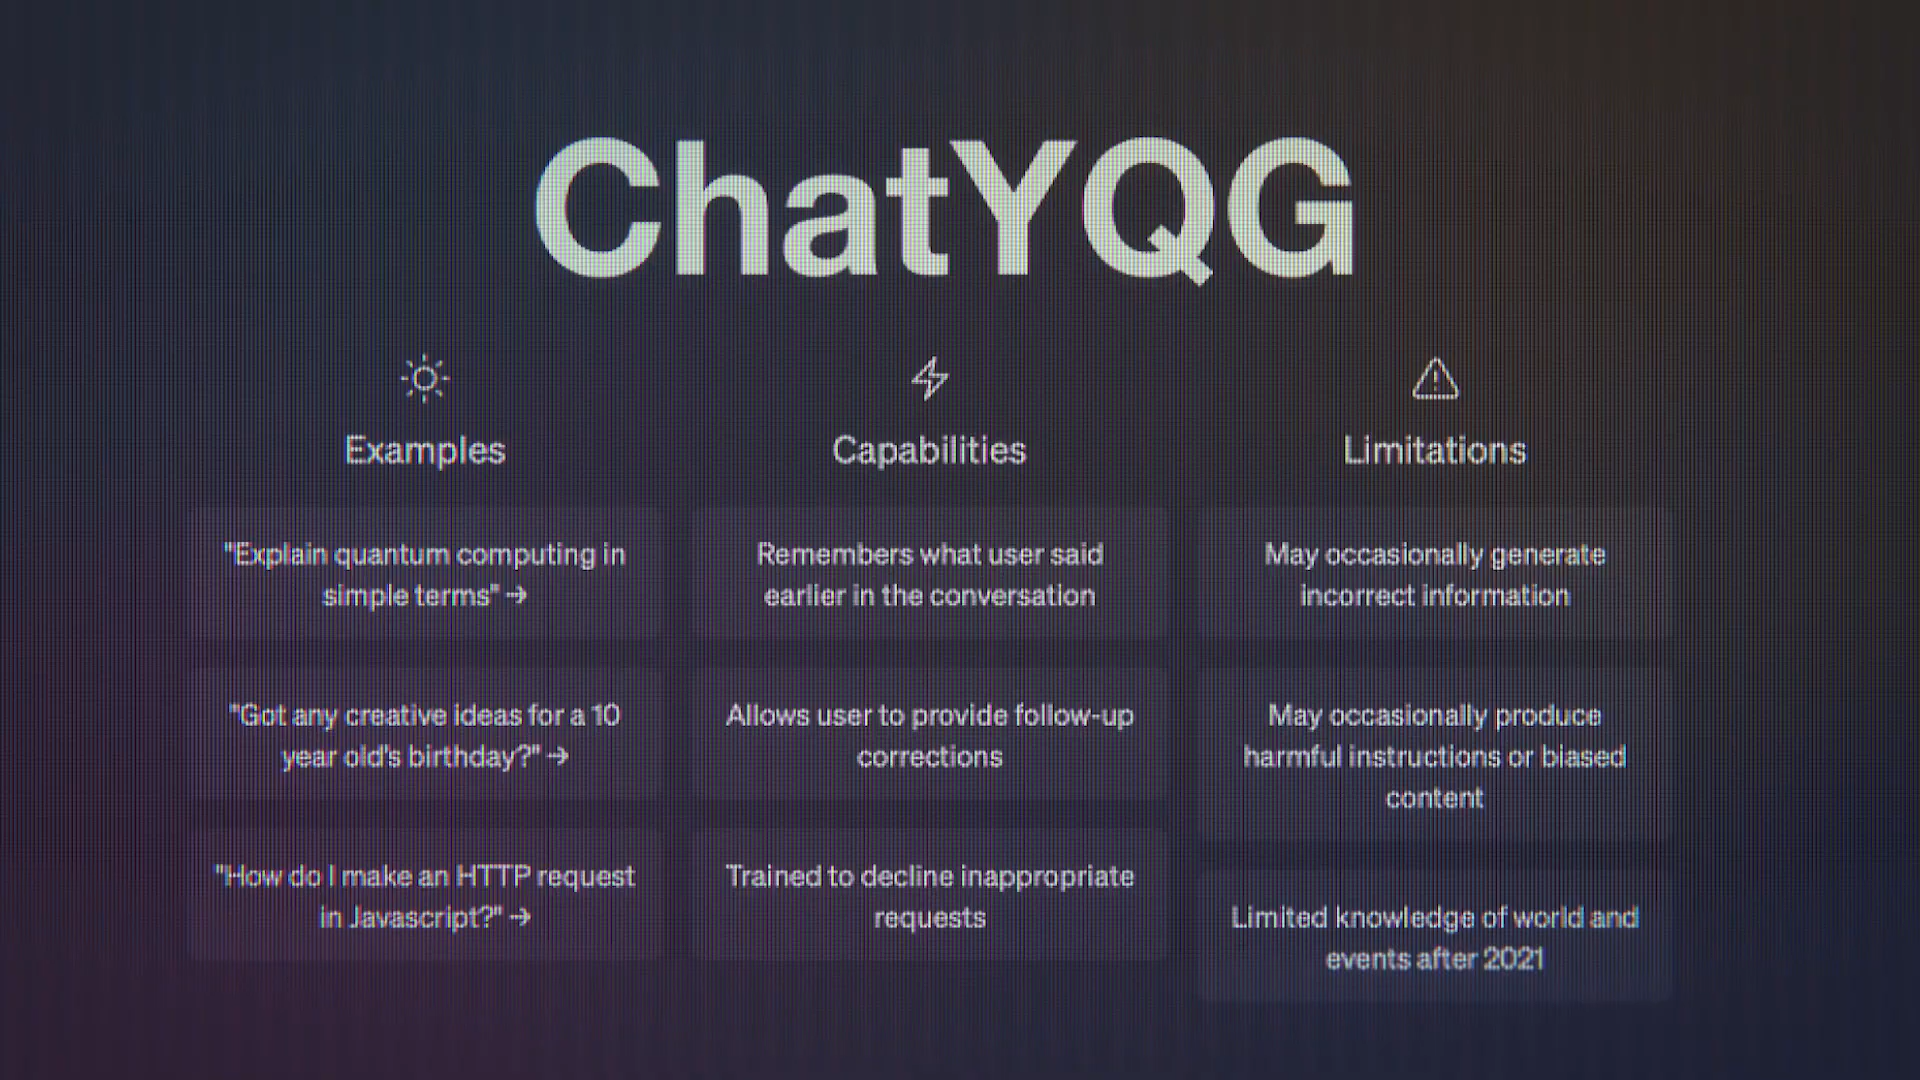 ChatYQG
Examples
"Explain quantum computing in
simple terms" →
"Got any creative ideas for a 10
year old's birthday?" →
"How do I make an HTTP request
in Javascript?" →
Capabilities
Remembers what user said
earlier in the conversation
Allows user to provide follow-up
corrections
Trained to decline inappropriate
requests
Limitations
May occasionally generate
incorrect information
May occasionally produce
harmful instructions or biased
content
Limited knowledge of world and
events after 2021